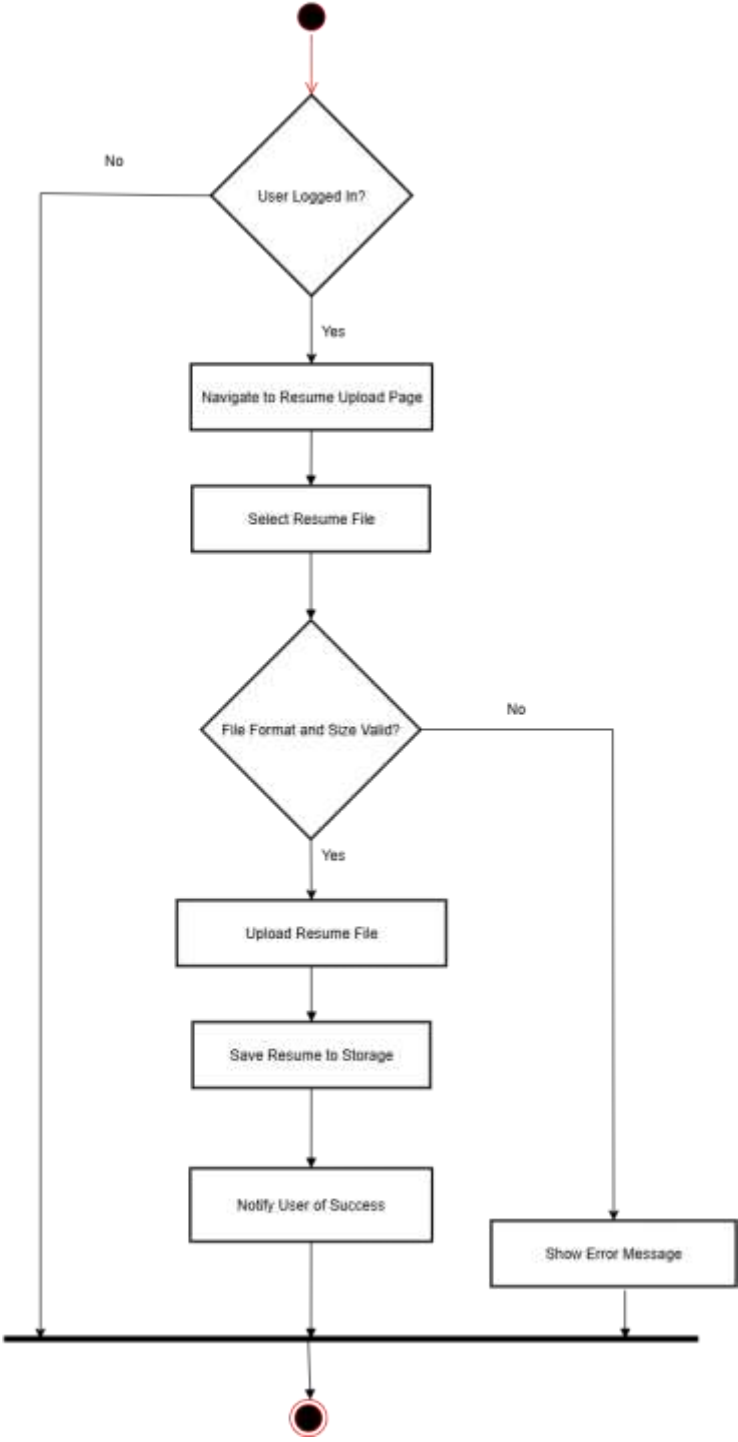 No
User Logged In?
Yes
Navigate to Resume Upload Page
Select Resume File
No
File Format and Size Valid?
Yes
Upload Resume File
Save Resume to Storage
Notify User of Success
Show Error Message